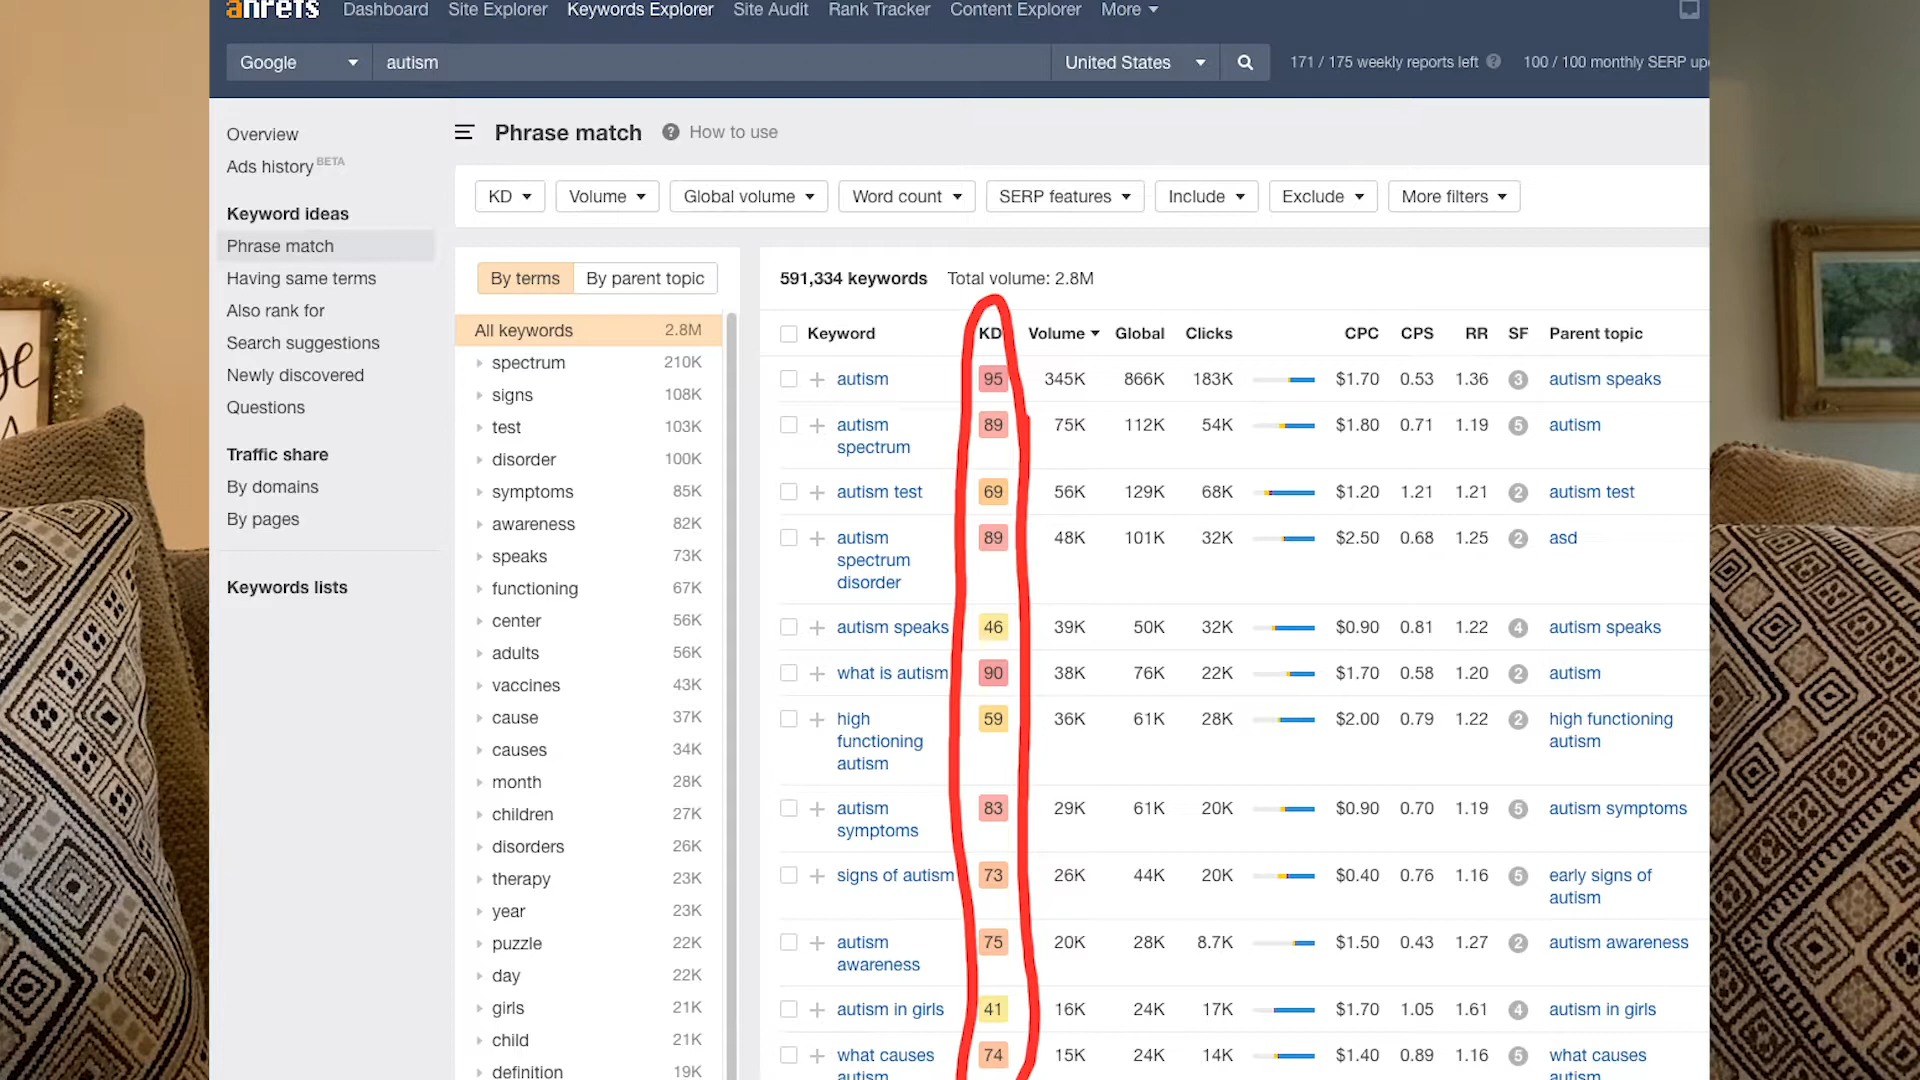 ahrefs Dashboard Site Explorer Keywords Explorer Site Audit Rank Tracker Content Explorer More
Google autism United States 171 / 175 weekly reports left 100 / 100 monthly SERP up
Overview
Ads history BETA
Keyword ideas
Phrase match
Having same terms
Also rank for
Search suggestions
Newly discovered
Questions
Traffic share
By domains
By pages
Keywords lists
Phrase match ? How to use
KD Volume Global volume Word count SERP features Include Exclude More filters
By terms By parent topic
All keywords 2.8M
spectrum 210K
signs 108K
test 103K
disorder 100K
symptoms 85K
awareness 82K
speaks 73K
functioning 67K
center 56K
adults 56K
vaccines 43K
cause 37K
causes 34K
month 28K
children 27K
disorders 26K
therapy 23K
year 23K
puzzle 22K
day 22K
girls 21K
child 21K
definition 19K
591,334 keywords Total volume: 2.8M
Keyword KD Volume Global Clicks CPC CPS RR SF Parent topic
autism 95 345K 866K 183K $1.70 0.53 1.36 3 autism speaks
autism 89 75K 112K 54K $1.80 0.71 1.19 5 autism
spectrum
autism test 69 56K 129K 68K $1.20 1.21 1.21 2 autism test
autism 89 48K 101K 32K $2.50 0.68 1.25 2 asd
spectrum
disorder
autism speaks 46 39K 50K 32K $0.90 0.81 1.22 4 autism speaks
what is autism 90 38K 76K 22K $1.70 0.58 1.20 2 autism
high 59 36K 61K 28K $2.00 0.79 1.22 2 high functioning
functioning autism
autism
autism 83 29K 61K 20K $0.90 0.70 1.19 5 autism symptoms
symptoms
signs of autism 73 26K 44K 20K $0.40 0.76 1.16 5 early signs of
autism
autism 75 20K 28K 8.7K $1.50 0.43 1.27 2 autism awareness
awareness
autism in girls 41 16K 24K 17K $1.70 1.05 1.61 4 autism in girls
what causes 74 15K 24K 14K $1.40 0.89 1.16 5 what causes
autism autism